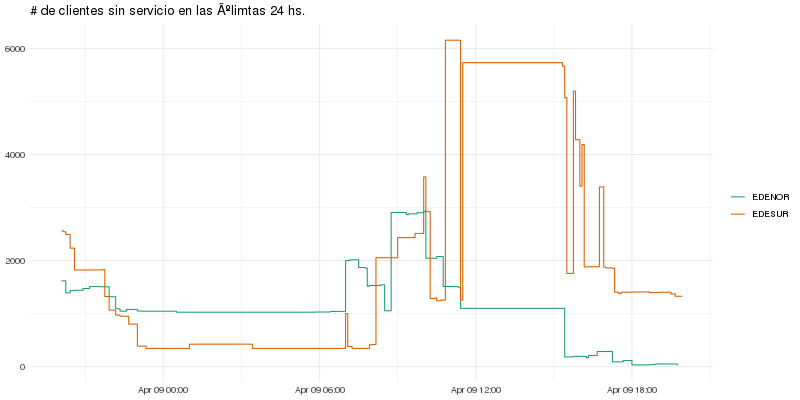 # de clientes sin servicio en las Ãºlimtas 24 hs.
6000
4000
2000
0
Apr 09 00:00
Apr 09 06:00
Apr 09 12:00
Apr 09 18:00
EDENOR
EDESUR